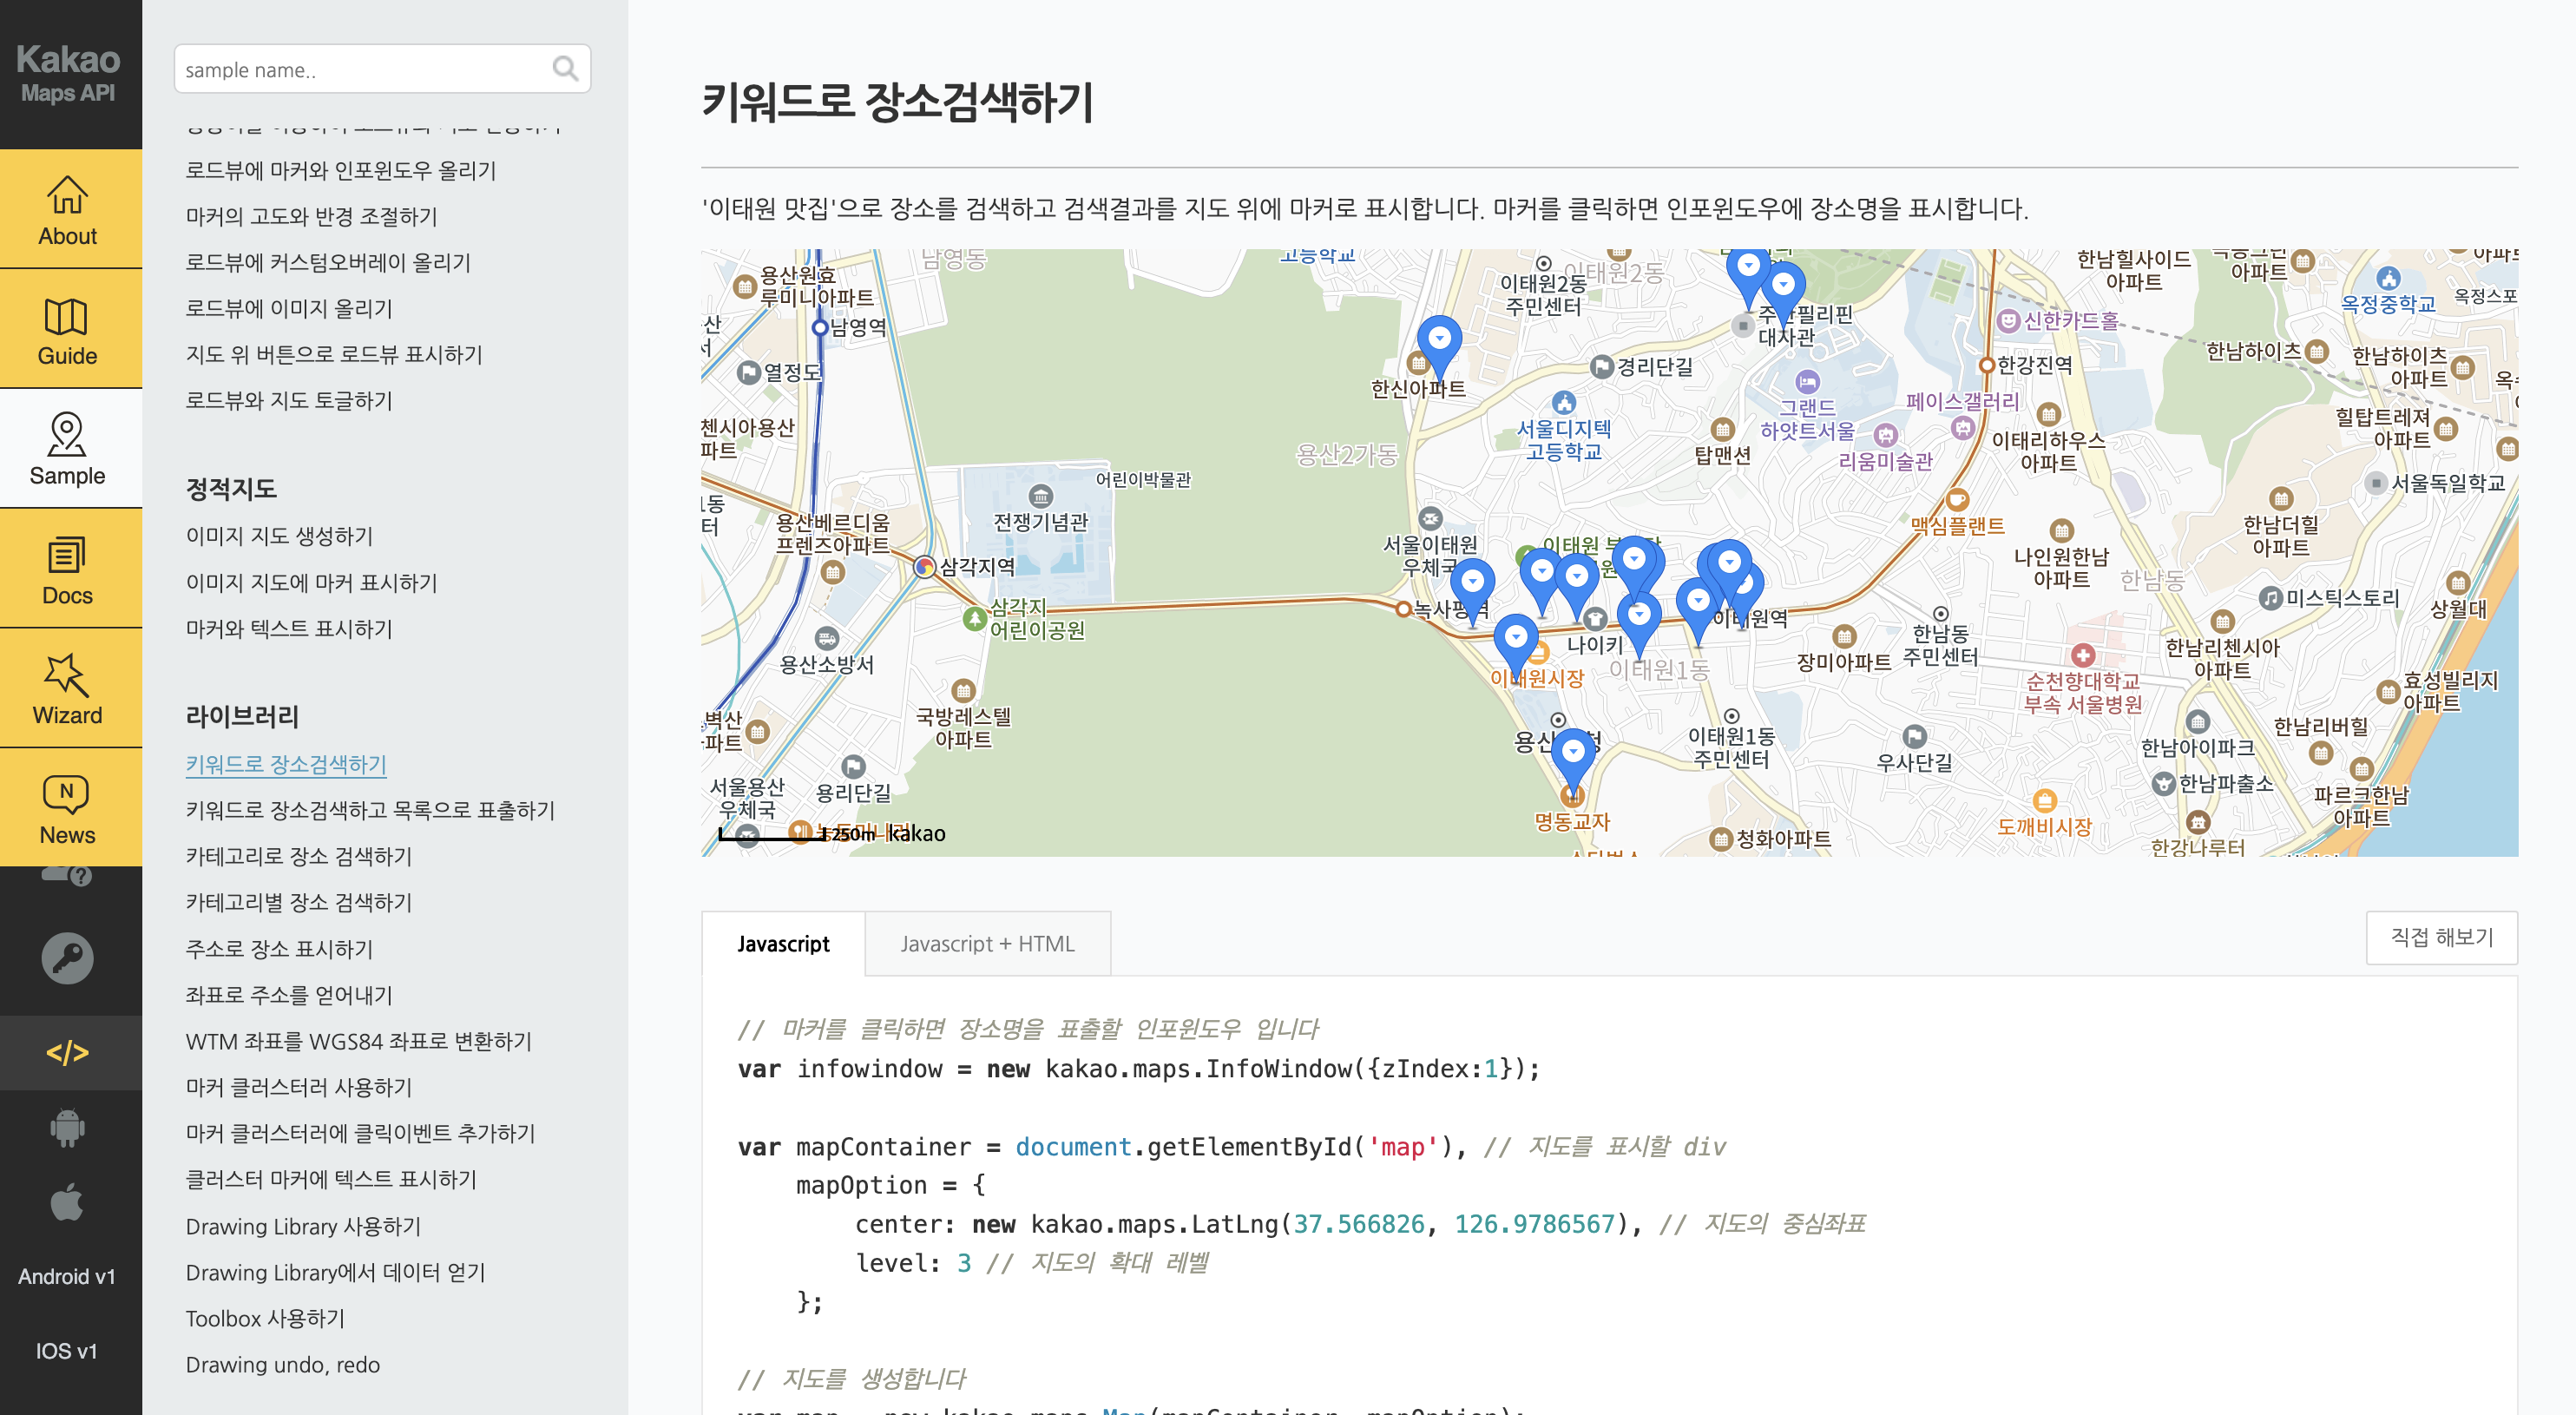 Kakao
Maps API
About
Guide
Sample
Docs
Wizard
News
Android v1
IOS v1
sample name..
로드뷰에 마커와 인포윈도우 올리기
마커의 고도와 반경 조절하기
로드뷰에 커스텀오버레이 올리기
로드뷰에 이미지 올리기
지도 위 버튼으로 로드뷰 표시하기
로드뷰와 지도 토글하기
정적지도
이미지 지도 생성하기
이미지 지도에 마커 표시하기
마커와 텍스트 표시하기
라이브러리
키워드로 장소검색하기
키워드로 장소검색하고 목록으로 표출하기
카테고리로 장소 검색하기
카테고리별 장소 검색하기
주소로 장소 표시하기
좌표로 주소를 얻어내기
WTM 좌표를 WGS84 좌표로 변환하기
마커 클러스터러 사용하기
마커 클러스터러에 클릭이벤트 추가하기
클러스터 마커에 텍스트 표시하기
Drawing Library 사용하기
Drawing Library에서 데이터 얻기
Toolbox 사용하기
Drawing undo, redo
키워드로 장소검색하기
'이태원 맛집'으로 장소를 검색하고 검색결과를 지도 위에 마커로 표시합니다. 마커를 클릭하면 인포윈도우에 장소명을 표시합니다.
용산원효
루미니아파트
남영동
고등학교
남영역
열정도
첸시아용산
파트
용산베르디움
프렌즈아파트
삼각지역
전쟁기념관
어린이박물관
삼각지
어린이공원
용산소방서
국방레스텔
아파트
벽산
파트
서울용산
우체국
용리단길
250m
kakao
이태원2동
주민센터
이태원2동
한신아파트
경리단길
서울디지텍
고등학교
용산2가동
탑맨션
대사관
그랜드
하얏트서울
리움미술관
페이스갤러리
신한카드홀
한강진역
이태리하우스
아파트
맥심플랜트
나인원한남
아파트
한남동
서울이태원
우체국
나이키
이태원1동
장미아파트
이태원시장
이태원1동
주민센터
명동교자
청화아파트
우사단길
한남동
주민센터
순천향대학교
부속 서울병원
도깨비시장
한남힐사이드
아파트
아파트
옥정중학교
옥정스포
한남하이츠
한남하이츠
아파트
힐탑트레져
아파트
서울독일학교
한남더힐
아파트
미스틱스토리
상월대
한남리첸시아
아파트
효성빌리지
아파트
한남리버힐
한남아이파크
한남파출소
파르크한남
아파트
한강나루터
Javascript
Javascript + HTML
직접 해보기
// 마커를 클릭하면 장소명을 표출할 인포윈도우 입니다
var infowindow = new kakao.maps.InfoWindow({zIndex:1});
var mapContainer = document.getElementById('map'), // 지도를 표시할 div
mapOption = {
center: new kakao.maps.LatLng(37.566826, 126.9786567), // 지도의 중심좌표
level: 3 // 지도의 확대 레벨
};
// 지도를 생성합니다